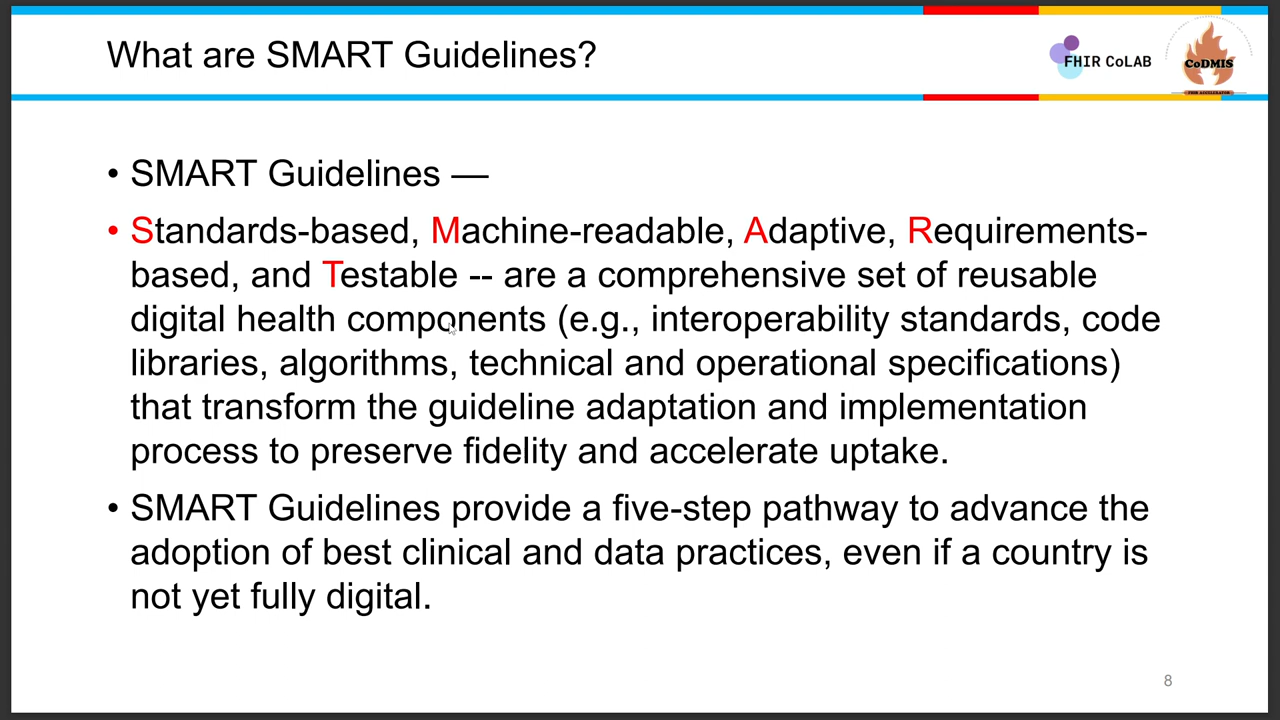 What are SMART Guidelines?
FHIR CoLAB
CoDMIS
FHIR ACCELERATOR
• SMART Guidelines —
• Standards-based, Machine-readable, Adaptive, Requirements-
based, and Testable -- are a comprehensive set of reusable
digital health components (e.g., interoperability standards, code
libraries, algorithms, technical and operational specifications)
that transform the guideline adaptation and implementation
process to preserve fidelity and accelerate uptake.
• SMART Guidelines provide a five-step pathway to advance the
adoption of best clinical and data practices, even if a country is
not yet fully digital.
8